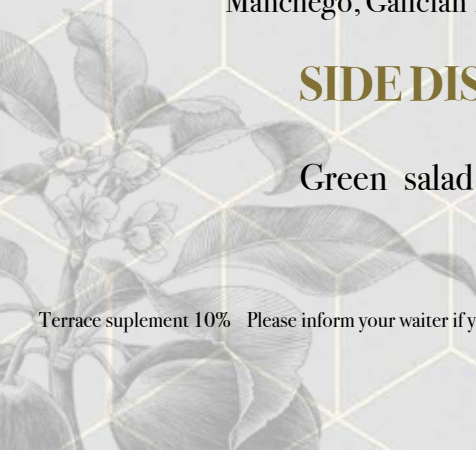 Manchego, Galician
SIDE DIS
Green salad
Terrace suplement 10% Please inform your waiter if y